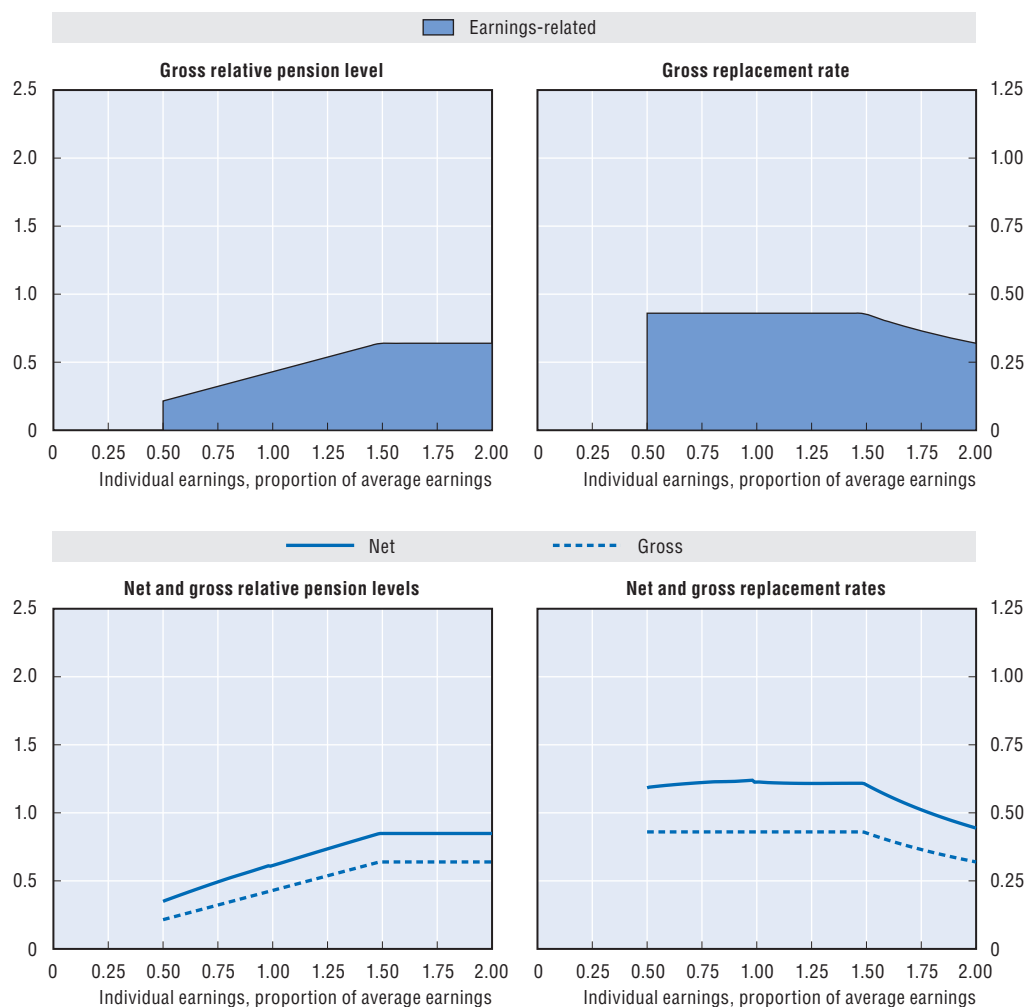 Earnings-related
Gross relative pension level
Gross replacement rate
2.5
2.0
1.5
1.0
0.5
0
1.25
1.00
0.75
0.50
0.25
0
0 0.25 0.50 0.75 1.00 1.25 1.50 1.75 2.00
0 0.25 0.50 0.75 1.00 1.25 1.50 1.75 2.00
Individual earnings, proportion of average earnings
Individual earnings, proportion of average earnings
Net Gross
Net and gross relative pension levels
Net and gross replacement rates
2.5
2.0
1.5
1.0
0.5
0
1.25
1.00
0.75
0.50
0.25
0
0 0.25 0.50 0.75 1.00 1.25 1.50 1.75 2.00
0 0.25 0.50 0.75 1.00 1.25 1.50 1.75 2.00
Individual earnings, proportion of average earnings
Individual earnings, proportion of average earnings